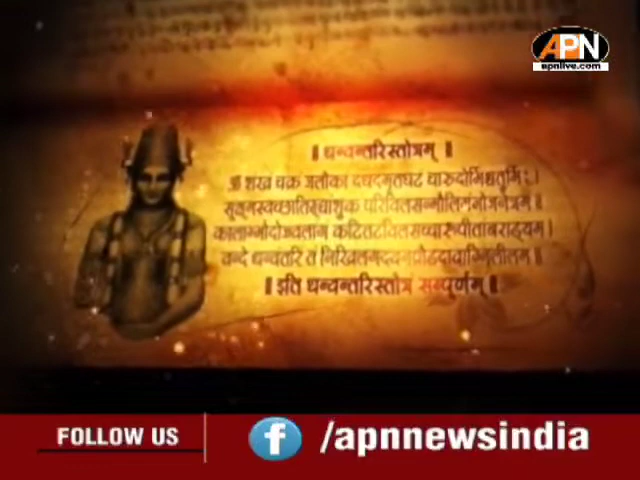 APN
apnlive.com
॥ धन्वन्तरिस्तोत्रम् ॥
ॐ शंख चक्र जलौका दधदमृतघट चारुदोर्भिश्चतुर्भिः।
सूक्ष्मस्वच्छातिहृद्यांशुक परिविलसन्मौलिमंभोजनेत्रम् ॥
कालाम्भोदोज्वलांग कटितटविलसच्चारुपीतांबराढ्यम।
वन्दे धन्वंतरि तं निखिलगदवनप्रौढदावाग्निलीलम् ॥
॥ इति धन्वन्तरिस्तोत्र सम्पूर्णम् ॥
FOLLOW US
f /apnnewsindia